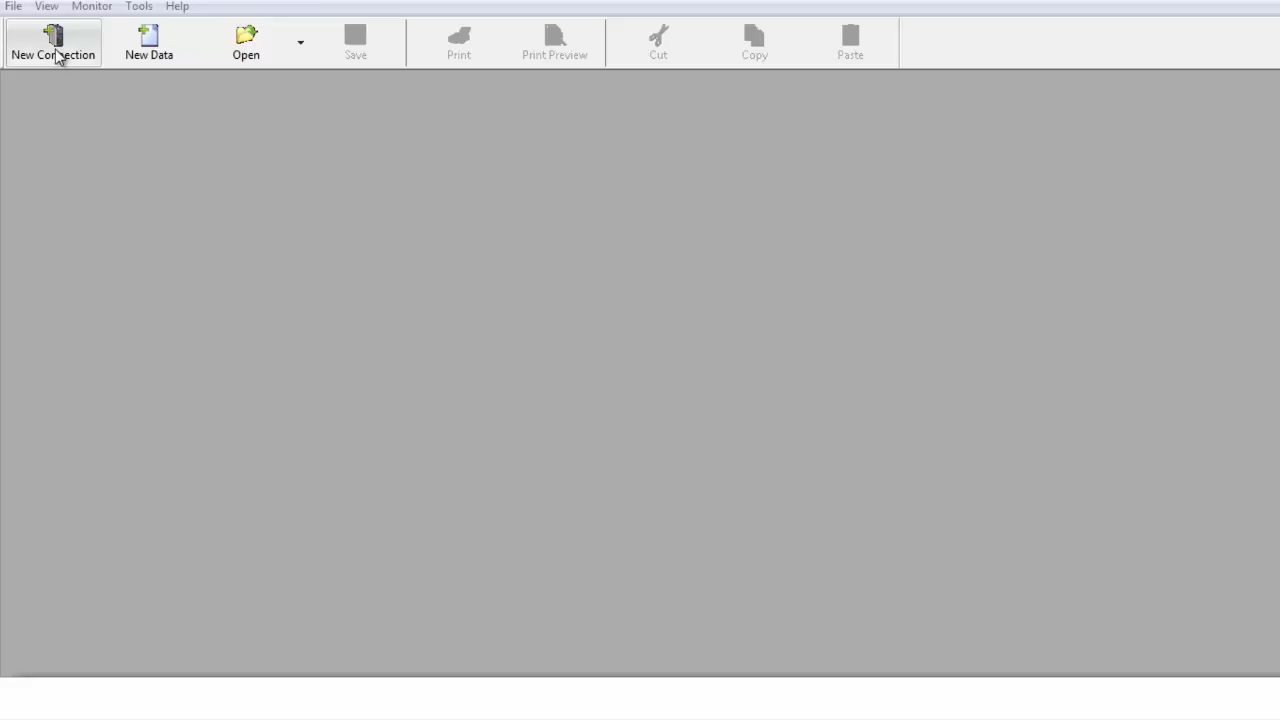 File View Monitor Tools Help
New Connection New Data Open Save Print Print Preview Cut Copy Paste